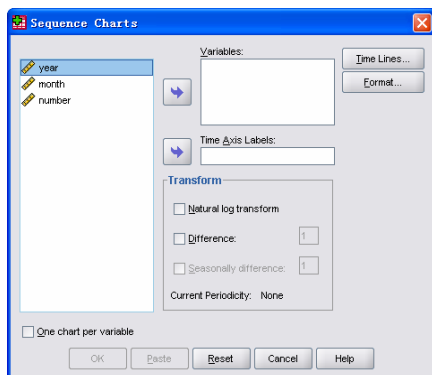 Sequence Charts
year
month
number
Variables:
Time Lines...
Format...
Time Axis Labels:
Transform
Natural log transform
Difference: 1
Seasonally difference: 1
Current Periodicity: None
One chart per variable
OK Paste Reset Cancel Help